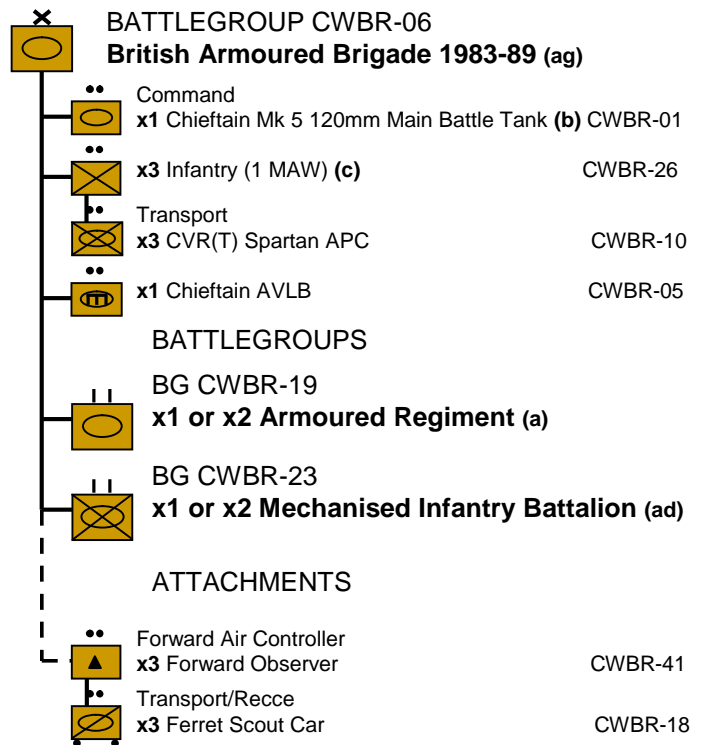 BATTLEGROUP CWBR-06
British Armoured Brigade 1983-89 (ag)
Command
x1 Chieftain Mk 5 120mm Main Battle Tank (b) CWBR-01
x3 Infantry (1 MAW) (c) CWBR-26
Transport
x3 CVR(T) Spartan APC CWBR-10
x1 Chieftain AVLB CWBR-05
BATTLEGROUPS
BG CWBR-19
x1 or x2 Armoured Regiment (a)
BG CWBR-23
x1 or x2 Mechanised Infantry Battalion (ad)
ATTACHMENTS
Forward Air Controller
x3 Forward Observer CWBR-41
Transport/Recce
x3 Ferret Scout Car CWBR-18